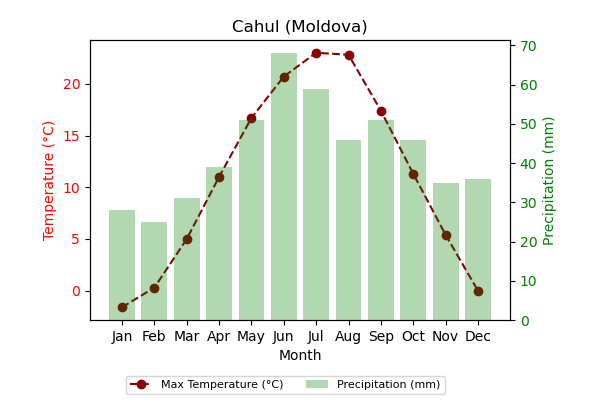 Cahul (Moldova)
Temperature (°C)
20
15
10
5
0
70
60
50
40
30
20
10
0
Precipitation (mm)
Jan Feb Mar Apr May Jun Jul Aug Sep Oct Nov Dec
Month
Max Temperature (°C) Precipitation (mm)